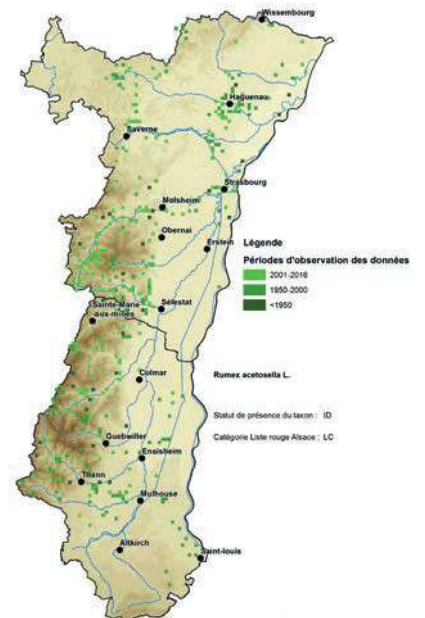 Wissembourg
Haguenau
Saverne
Strasbourg
Molsheim
Obernai
Erstein
Légende
Périodes d'observation des données
2001-2016
1950-2000
<1950
Sainte-Marie
aux-mines
Sélestat
Rumex acetosella L.
Colmar
Statut de présence du taxon : ID
Catégorie Liste rouge Alsace : LC
Guebwiller
Ensisheim
Thann
Mulhouse
Altkirch
Saint-louis